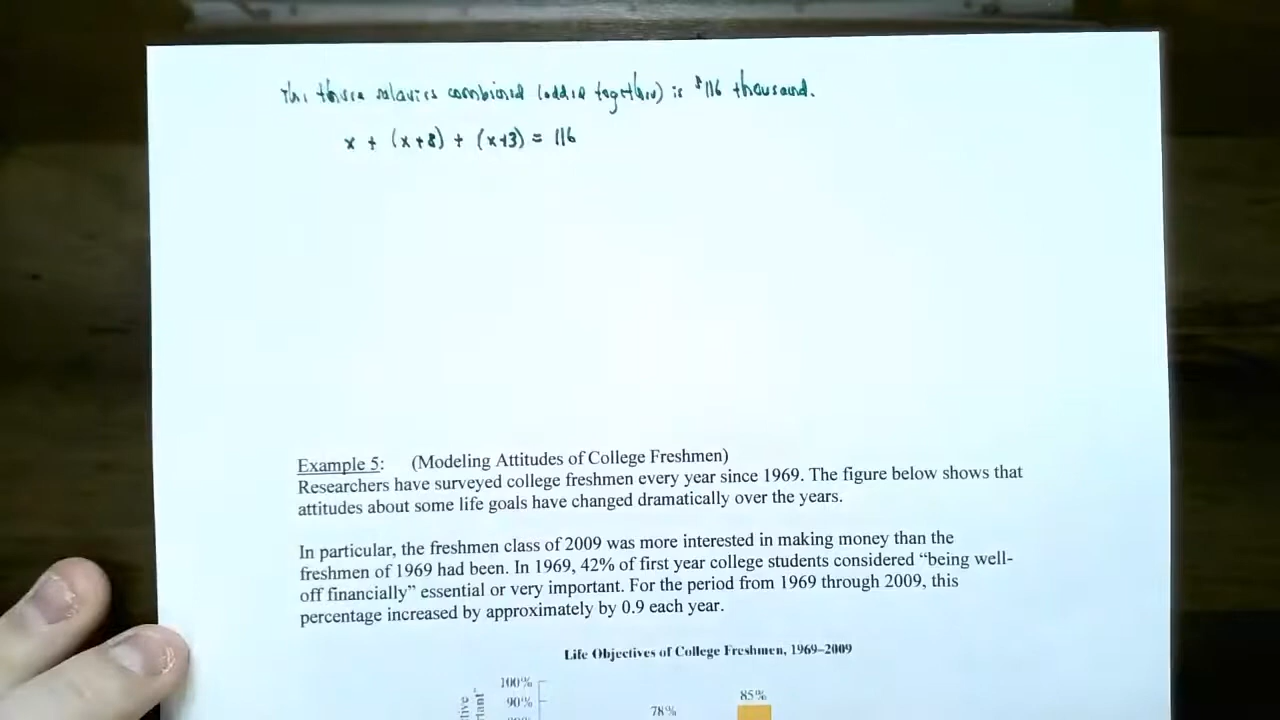 The three salaries combined (added together) is $116 thousand.
x + (x+8) + (x+3) = 116
Example 5: (Modeling Attitudes of College Freshmen)
Researchers have surveyed college freshmen every year since 1969. The figure below shows that
attitudes about some life goals have changed dramatically over the years.
In particular, the freshmen class of 2009 was more interested in making money than the
freshmen of 1969 had been. In 1969, 42% of first year college students considered “being well-
off financially” essential or very important. For the period from 1969 through 2009, this
percentage increased by approximately by 0.9 each year.
Life Objectives of College Freshmen, 1969–2009
100%
90%
78%
85%